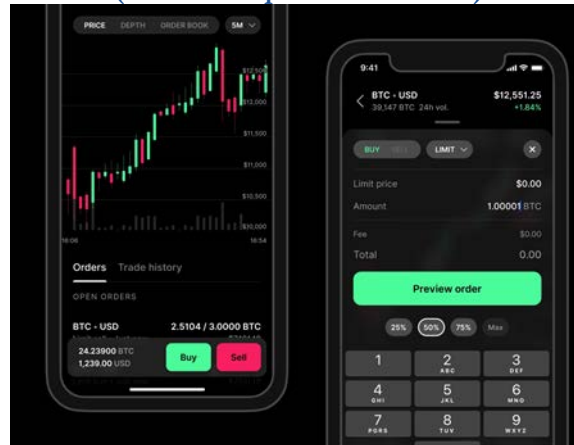 PRICE DEPTH ORDER BOOK 5M
$12,500
$12,000
$11,500
$11,000
$10,500
$10,000
16:06 16:54
Orders Trade history
OPEN ORDERS
BTC - USD 2.5104 / 3.0000 BTC
24.23900 BTC
1,239.00 USD
Buy Sell
9:41
BTC - USD $12,551.25
39,147 BTC 24h vol. +1.84%
BUY SELL LIMIT
Limit price $0.00
Amount 1.00001 BTC
Fee $0.00
Total 0.00
Preview order
25% 50% 75% Max
1 2 3
ABC DEF
4 5 6
GHI JKL MNO
7 8 9
PQRS TUV WXYZ